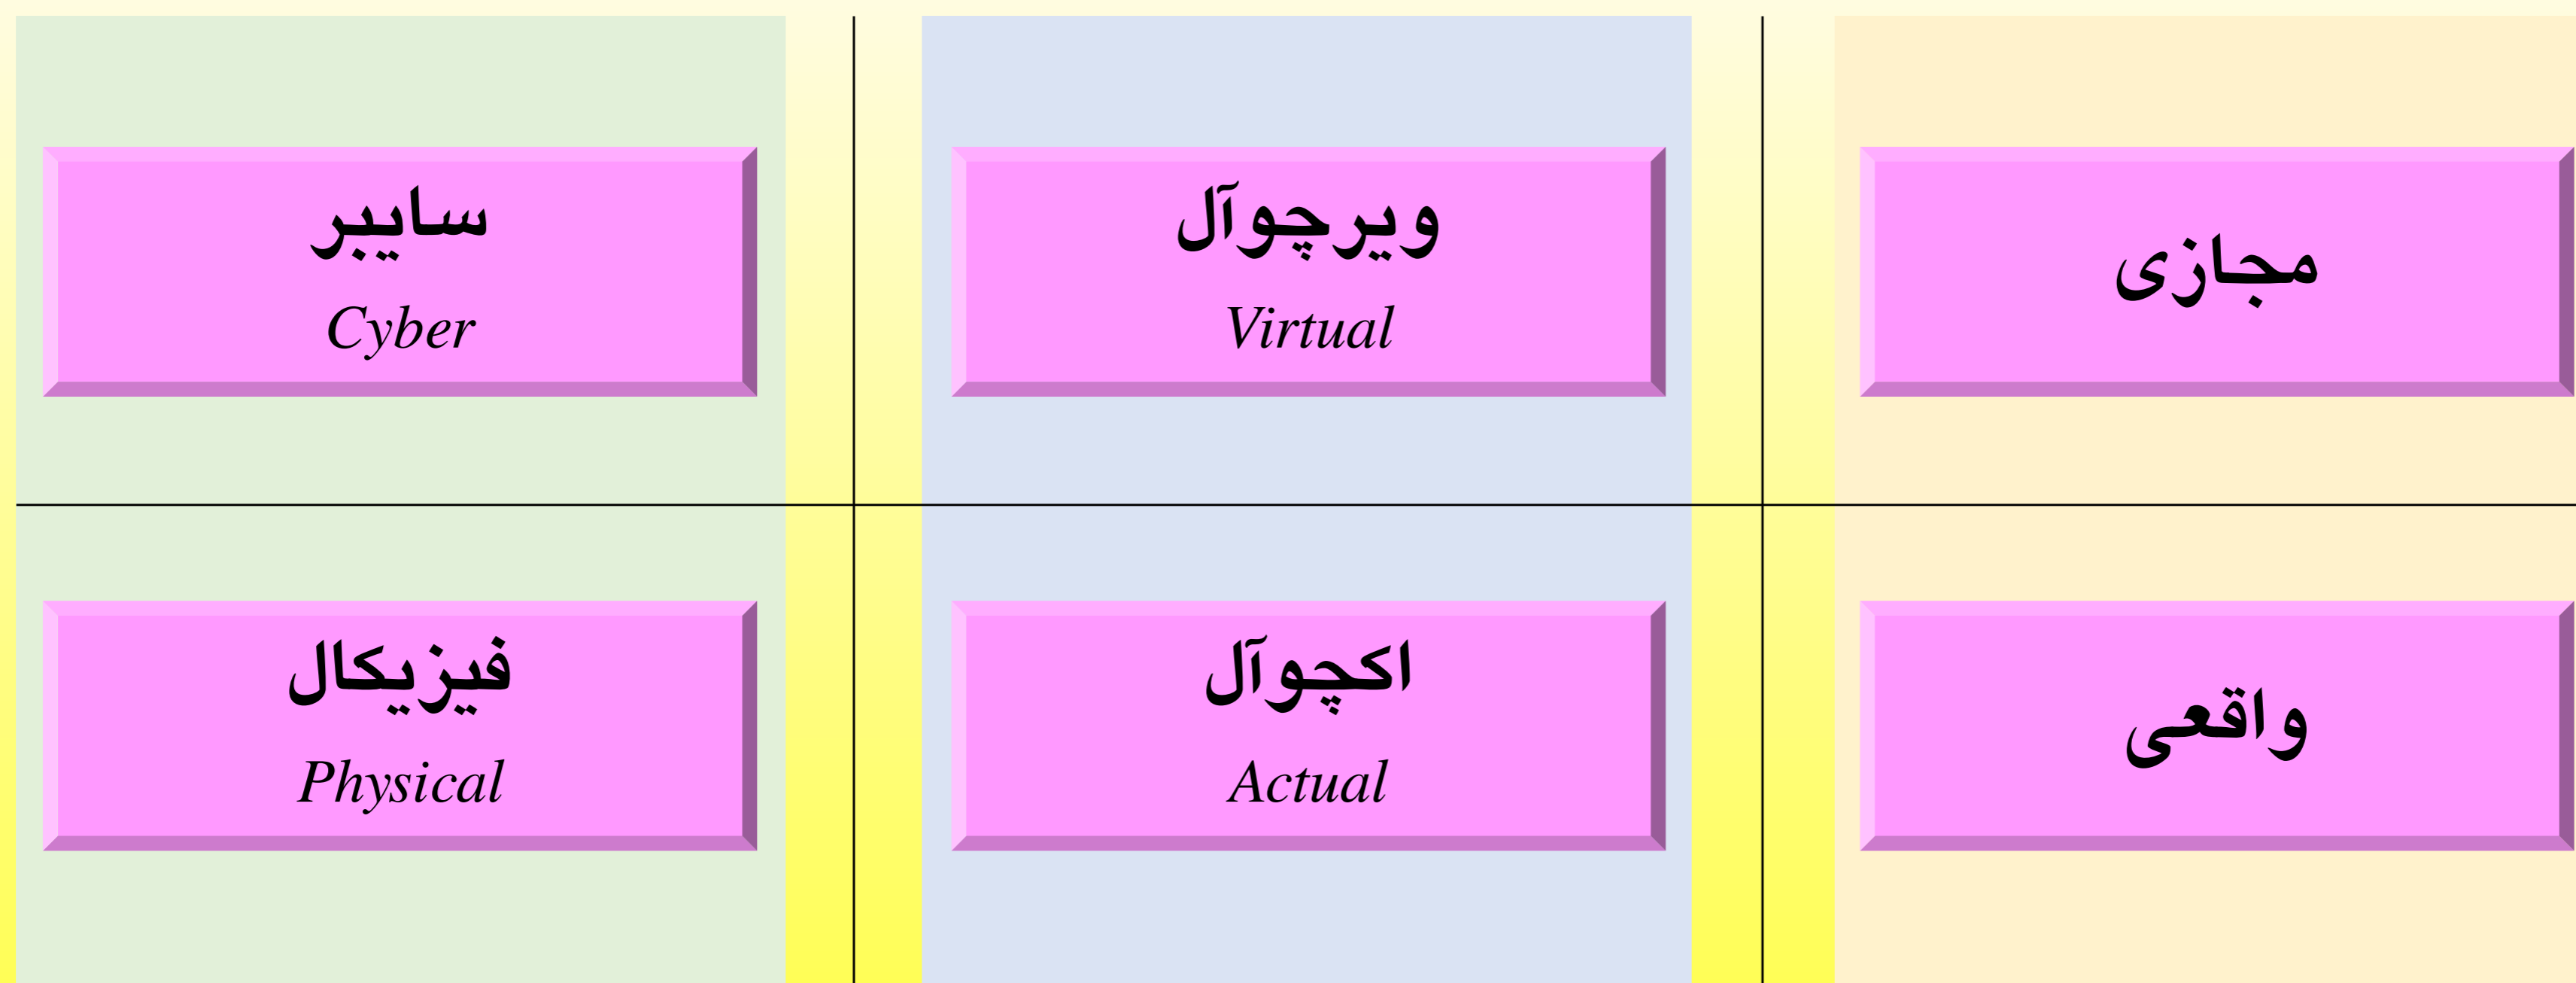 مجازی
ویرچوآل
Virtual
سایبر
Cyber
واقعی
اکچوآل
Actual
فیزیکال
Physical